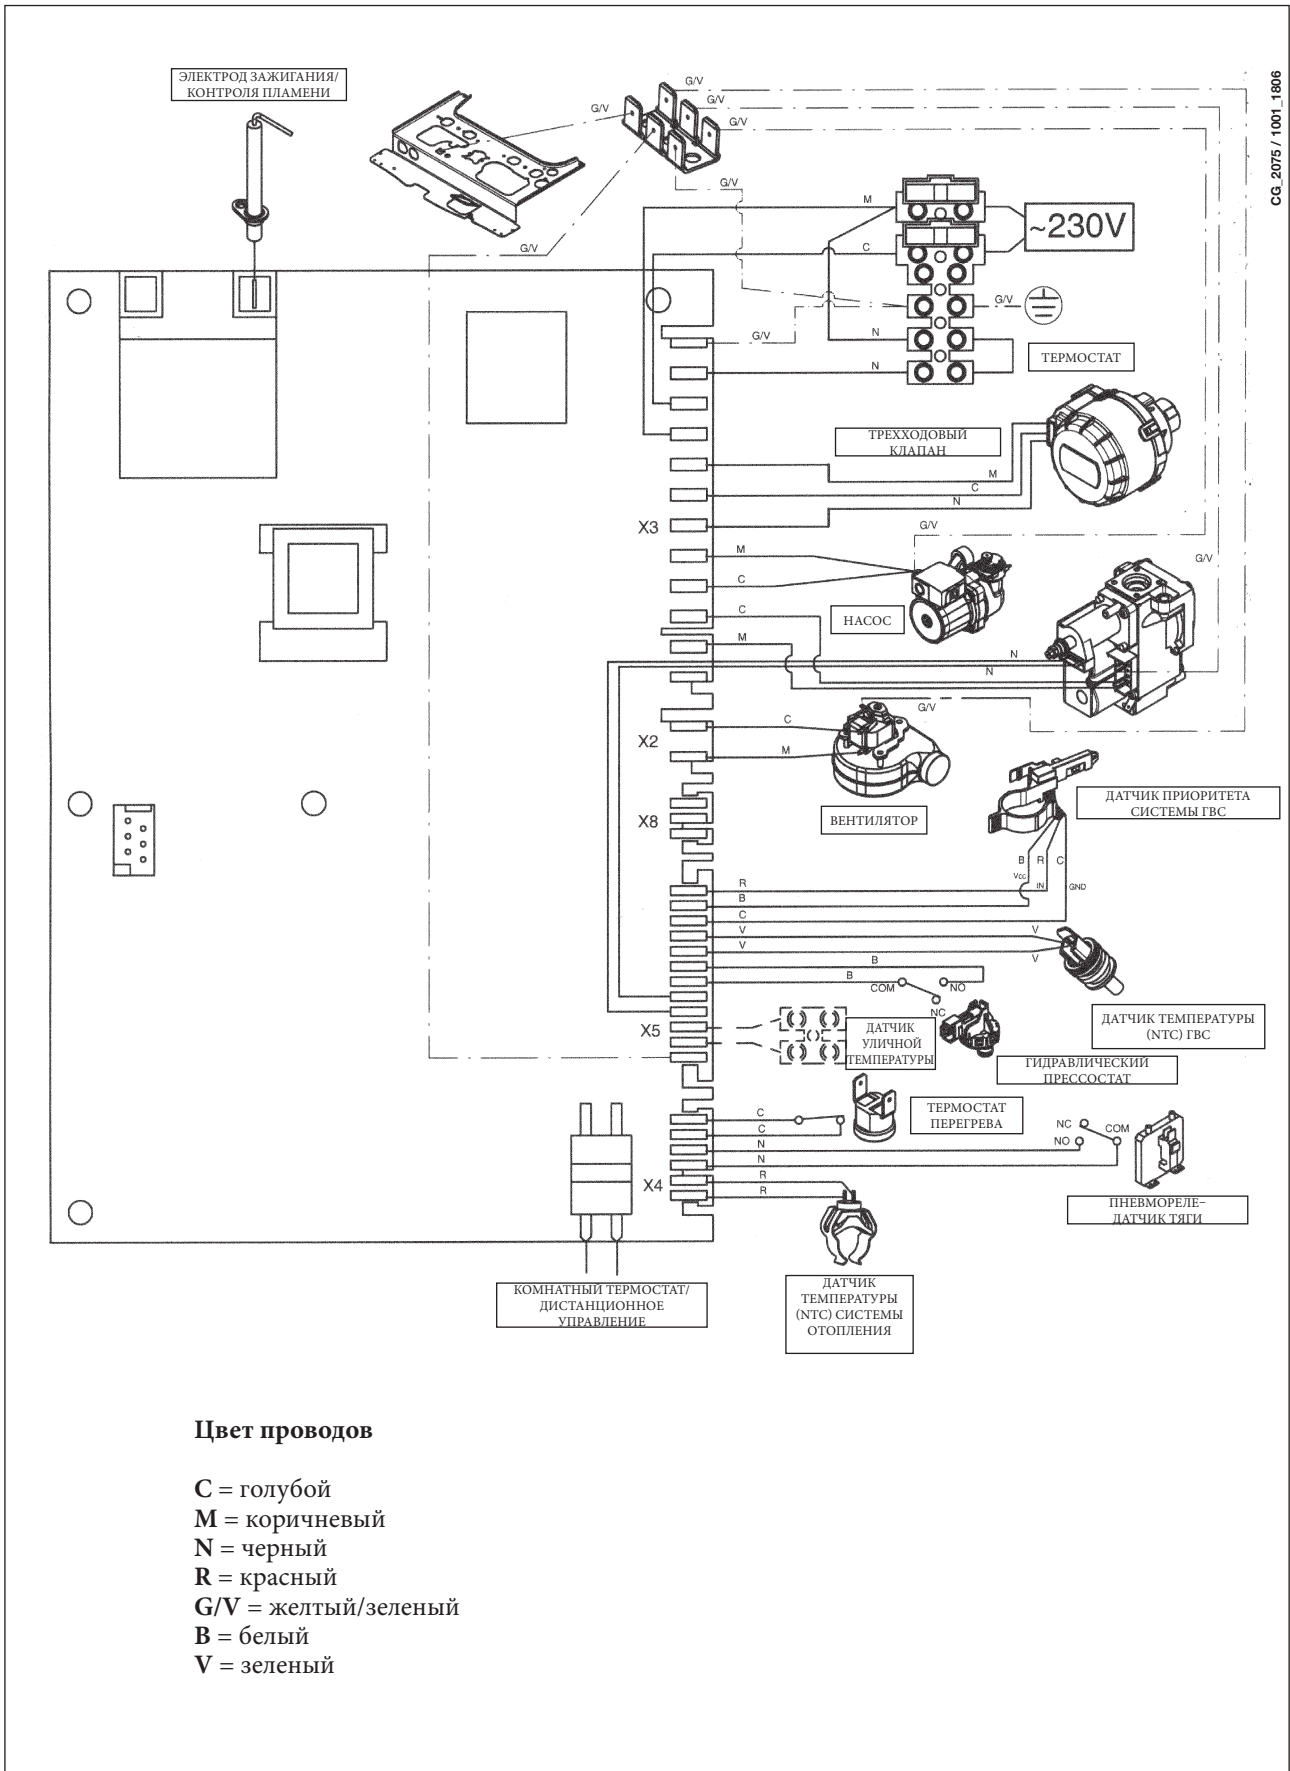 CG_2075 / 1001_1806
ЭЛЕКТРОД ЗАЖИГАНИЯ/
КОНТРОЛЯ ПЛАМЕНИ
G/V
G/V
G/V
G/V
G/V
G/V
M
~230V
C
G/V
G/V
N
ТЕРМОСТАТ
N
ТРЕХХОДОВЫЙ
КЛАПАН
M
C
N
X3
G/V
M
G/V
C
C
НАСОС
M
N
N
G/V
C
X2
M
ДАТЧИК ПРИОРИТЕТА
СИСТЕМЫ ГВС
X8
ВЕНТИЛЯТОР
B R C
Vcc
IN
GND
R
B
C
V
V
V
V
B
B
COM
NO
NC
X5
ДАТЧИК
УЛИЧНОЙ
ТЕМПЕРАТУРЫ
ДАТЧИК ТЕМПЕРАТУРЫ
(NTC) ГВС
ГИДРАВЛИЧЕСКИЙ
ПРЕССОСТАТ
ТЕРМОСТАТ
ПЕРЕГРЕВА
C
C
N
N
NC
COM
NO
R
R
X4
ПНЕВМОРЕЛЕ–
ДАТЧИК ТЯГИ
КОМНАТНЫЙ ТЕРМОСТАТ/
ДИСТАНЦИОННОЕ
УПРАВЛЕНИЕ
ДАТЧИК
ТЕМПЕРАТУРЫ
(NTC) СИСТЕМЫ
ОТОПЛЕНИЯ
Цвет проводов
C = голубой
M = коричневый
N = черный
R = красный
G/V = желтый/зеленый
B = белый
V = зеленый